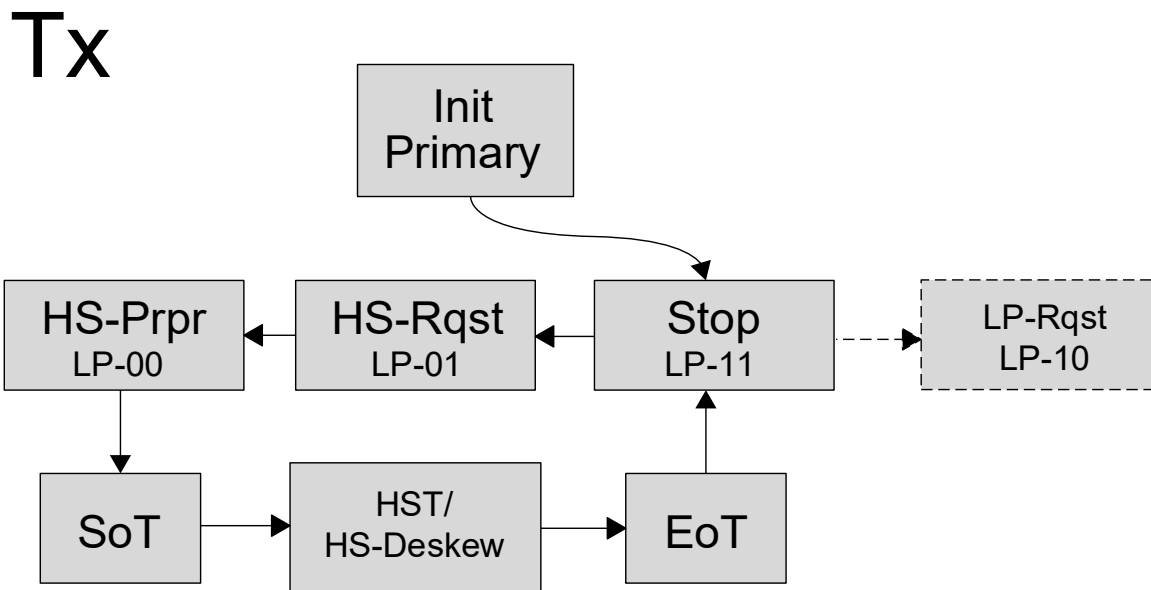 Tx
Init
Primary
HS-Prpr
LP-00
HS-Rqst
LP-01
Stop
LP-11
LP-Rqst
LP-10
SoT
HST/
HS-Deskew
EoT